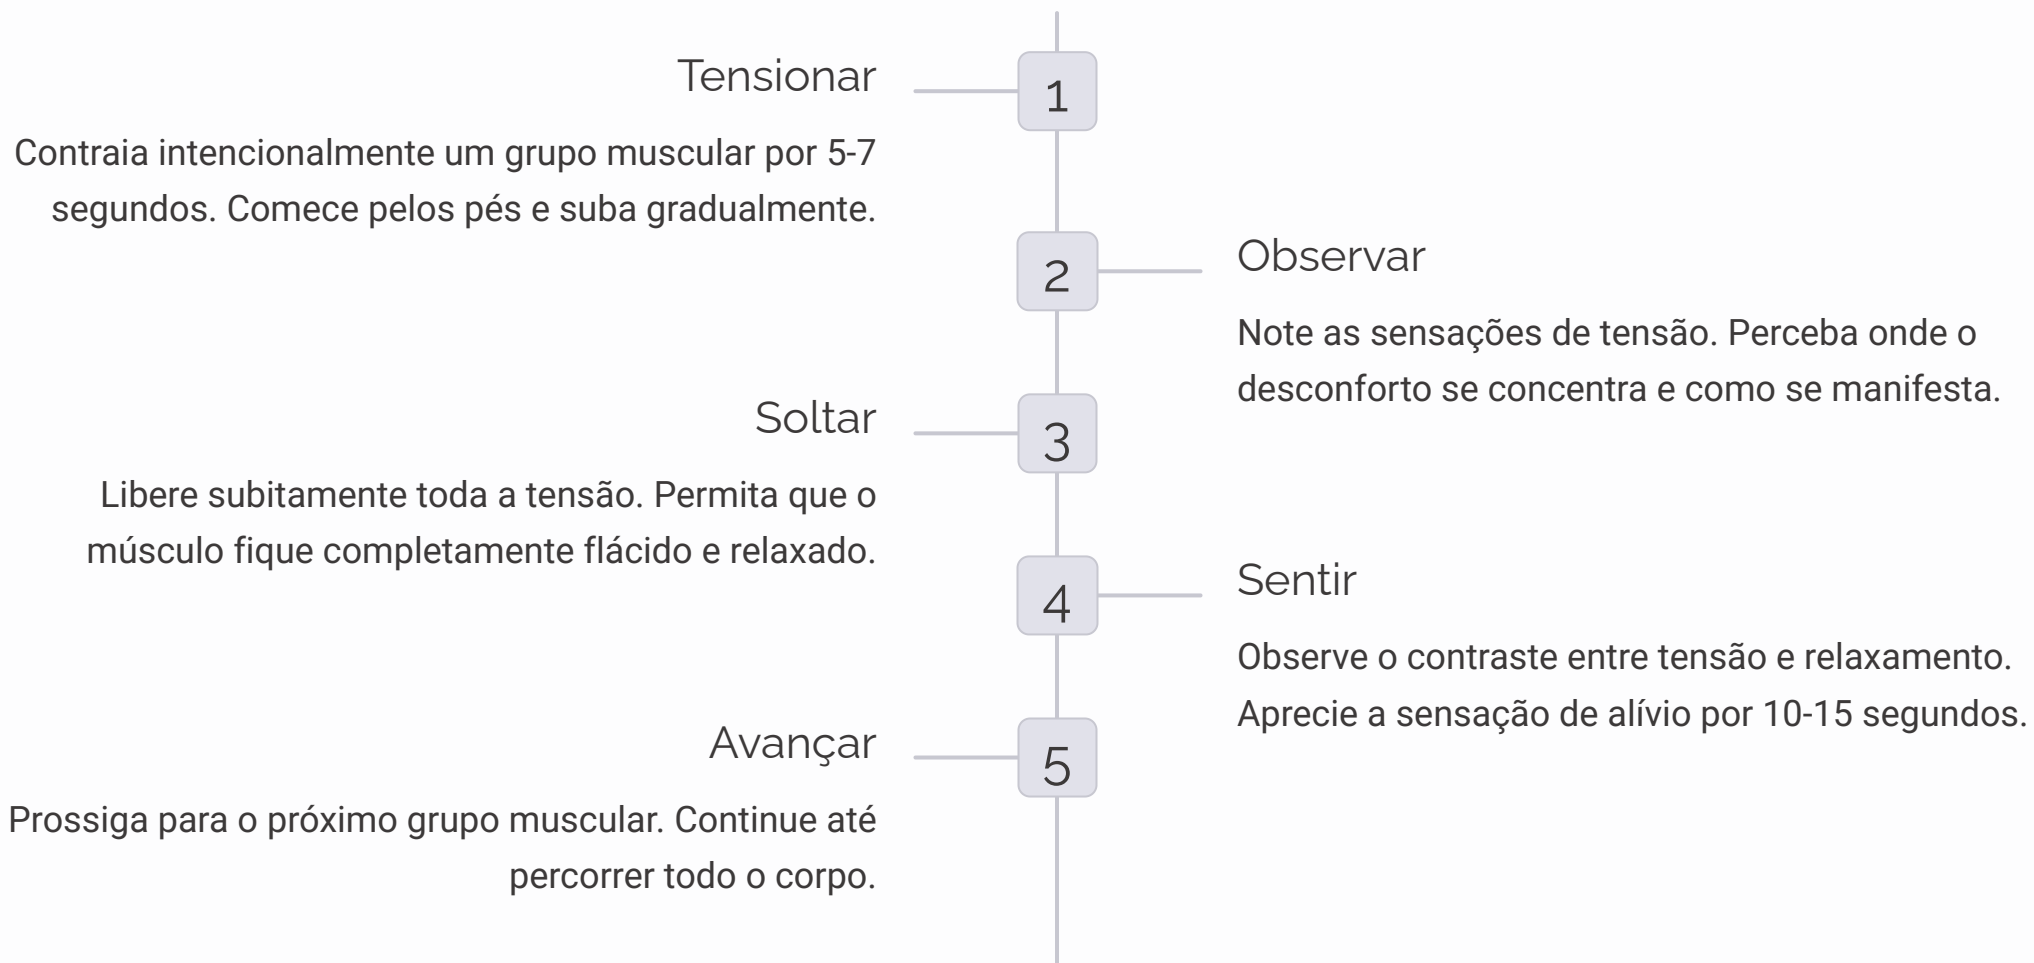 Tensionar
1
Contraia intencionalmente um grupo muscular por 5-7
segundos. Comece pelos pés e suba gradualmente.
2
Observar
Note as sensações de tensão. Perceba onde o
desconforto se concentra e como se manifesta.
Soltar
3
Libere subitamente toda a tensão. Permita que o
músculo fique completamente flácido e relaxado.
4
Sentir
Observe o contraste entre tensão e relaxamento.
Aprecie a sensação de alívio por 10-15 segundos.
Avançar
5
Prossiga para o próximo grupo muscular. Continue até
percorrer todo o corpo.